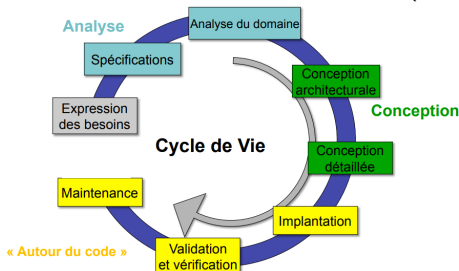 Analyse du domaine
Analyse
Spécifications
Conception
architecturale
Expression
des besoins
Conception
Cycle de Vie
Conception
détaillée
Maintenance
Implantation
« Autour du code »
Validation
et vérification